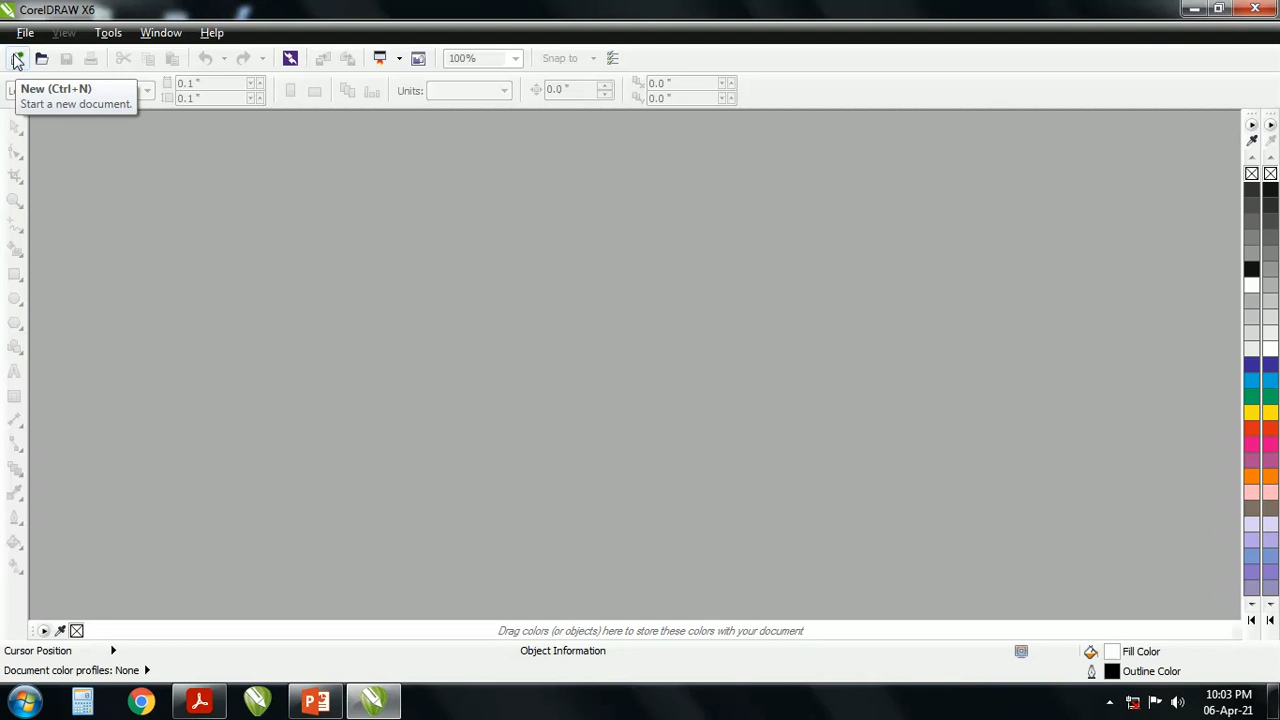 CorelDRAW X6
File View Tools Window Help
100% Snap to
New (Ctrl+N)
Start a new document.
0.1 "
0.1 "
Units:
0.0 "
0.0 "
0.0 "
Drag colors (or objects) here to store these colors with your document
Cursor Position Object Information Fill Color
Document color profiles: None Outline Color
10:03 PM
06-Apr-21